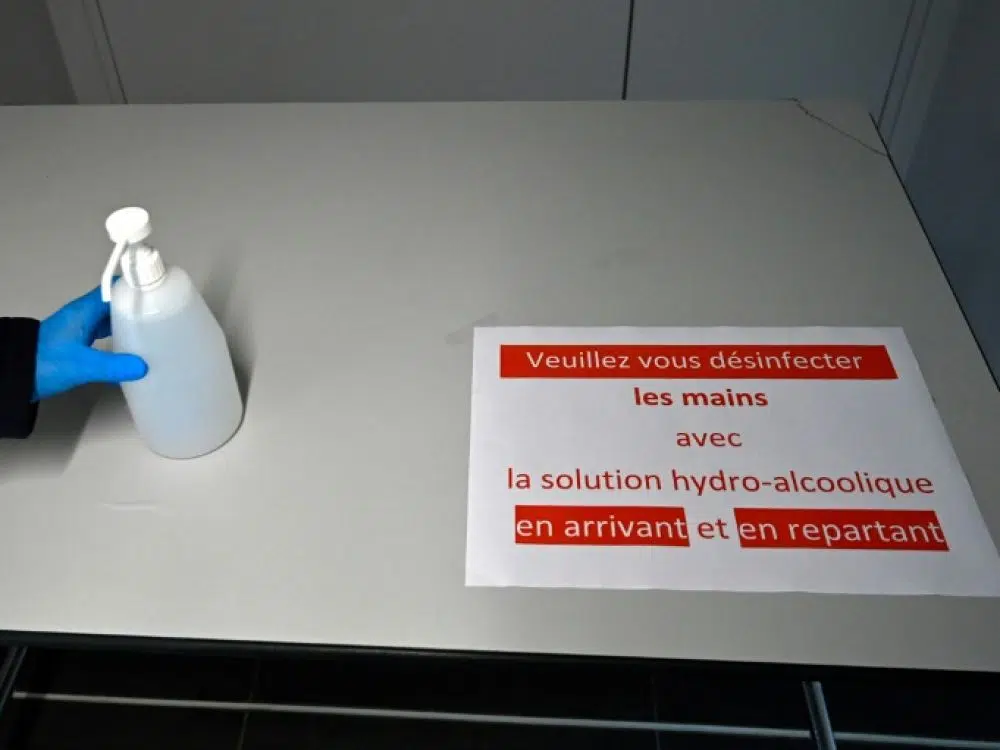 Veuillez vous désinfecter
les mains
avec
la solution hydro-alcoolique
en arrivant et en repartant